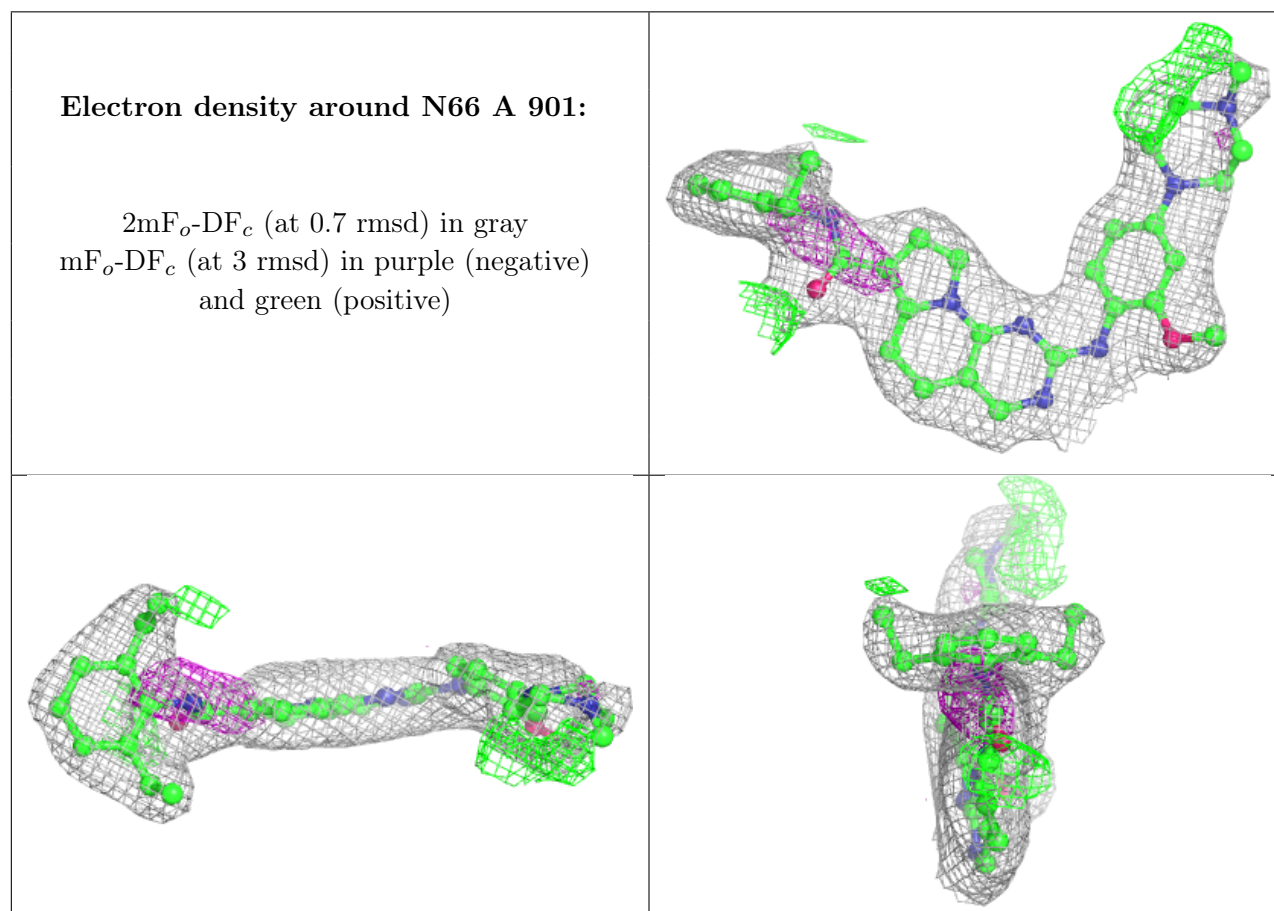 Electron density around N66 A 901:
2mFₒ-DF𝒸 (at 0.7 rmsd) in gray
mFₒ-DF𝒸 (at 3 rmsd) in purple (negative)
and green (positive)